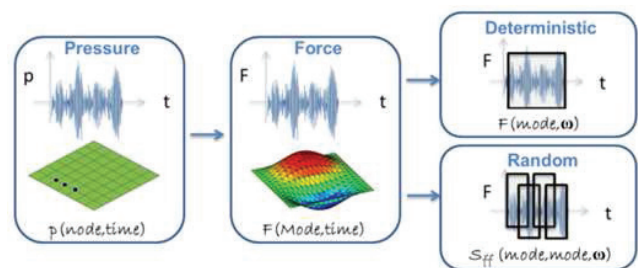 Pressure
p
t
p(node,time)
Force
F
t
F(Mode,time)
Deterministic
F
t
F(mode,ω)
Random
F
t
Sff(mode,mode,ω)